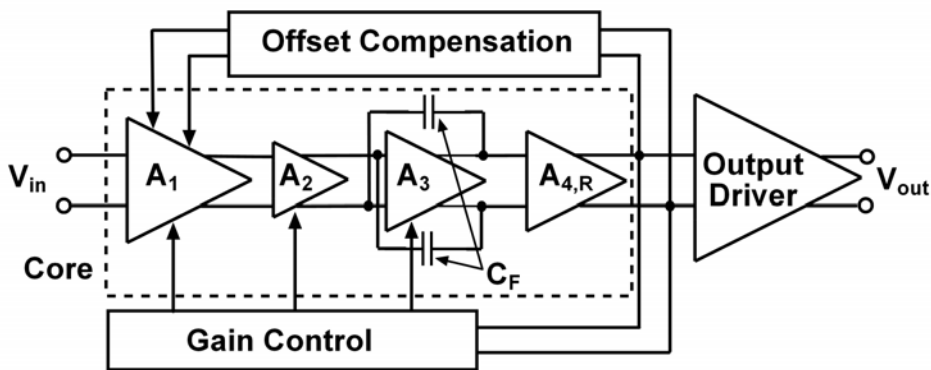 Offset Compensation
V_in
A_1
A_2
A_3
A_4,R
Output
Driver
V_out
Core
C_F
Gain Control